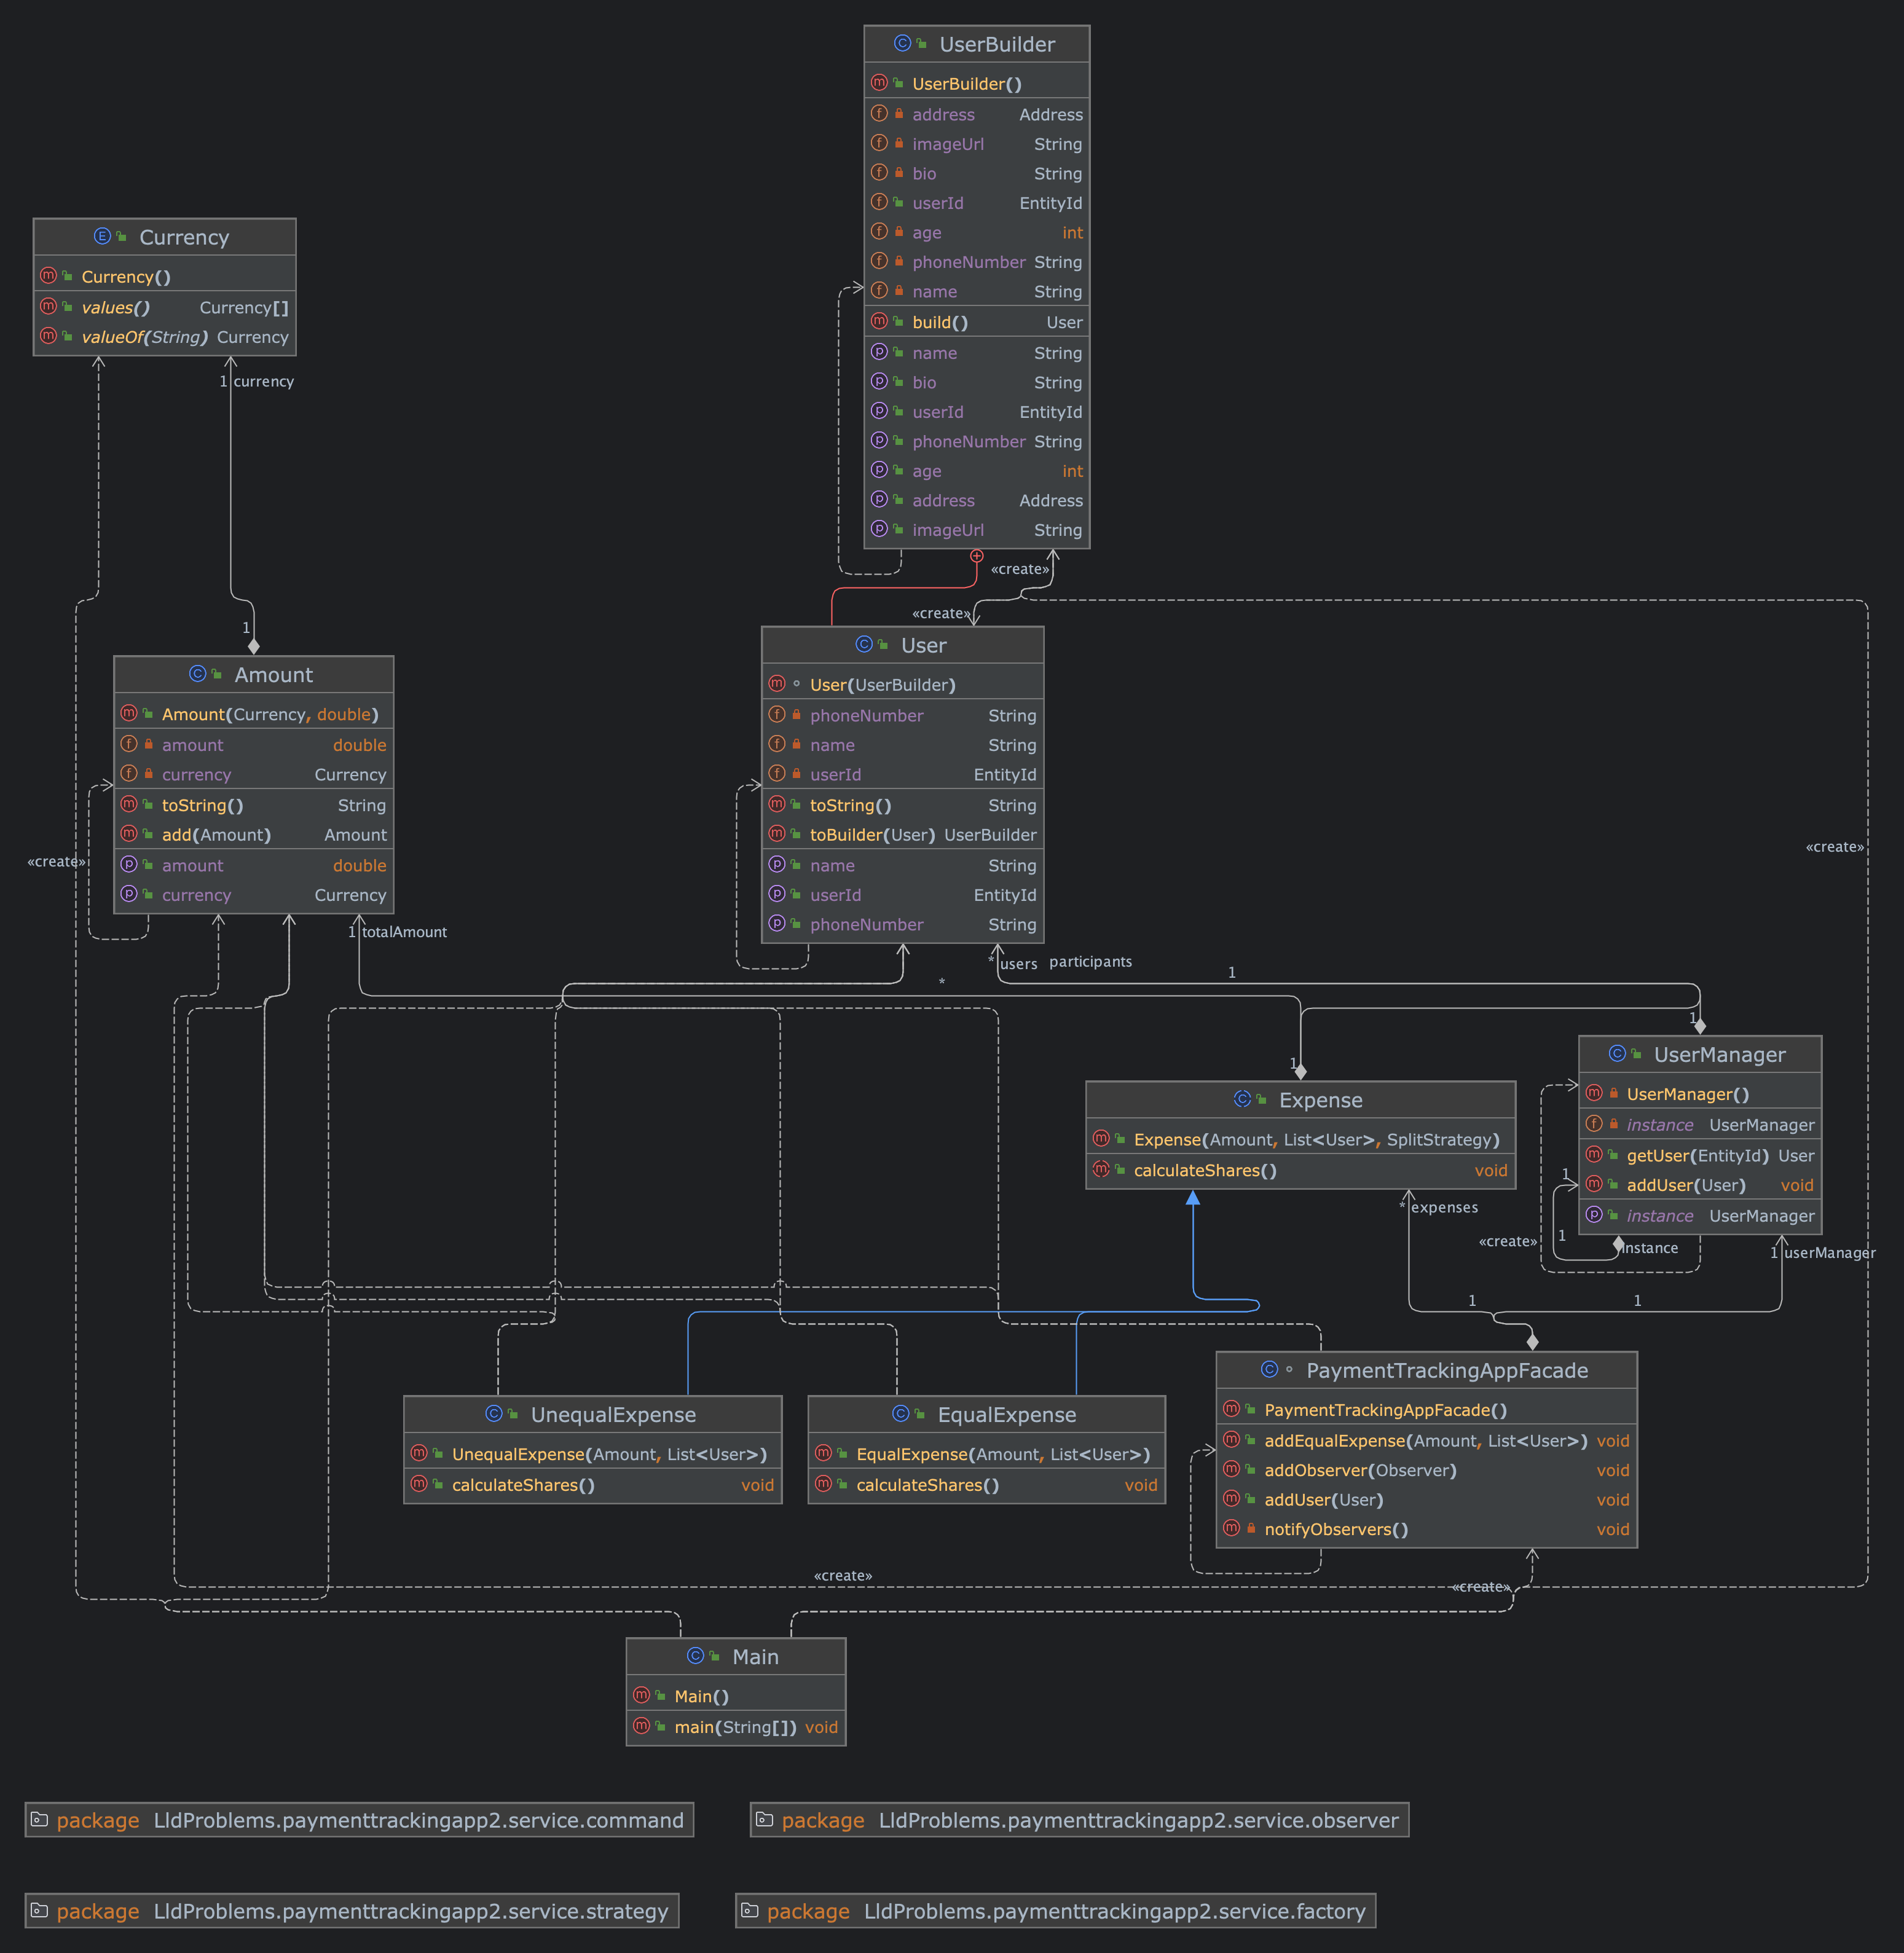 UserBuilder
UserBuilder()
address Address
imageUrl String
bio String
userId EntityId
age int
phoneNumber String
name String
build() User
name String
bio String
userId EntityId
phoneNumber String
age int
address Address
imageUrl String
Currency
Currency()
values() Currency[]
valueOf(String) Currency
1 currency
1
«create»
«create»
User
User(UserBuilder)
phoneNumber String
name String
userId EntityId
toString() String
toBuilder(User) UserBuilder
name String
userId EntityId
phoneNumber String
Amount
Amount(Currency, double)
amount double
currency Currency
toString() String
add(Amount) Amount
amount double
currency Currency
«create»
«create»
1 totalAmount
* users participants
*
1
1
1
UserManager
UserManager()
instance UserManager
getUser(EntityId) User
addUser(User) void
instance UserManager
1
1
instance
«create»
1 userManager
Expense
Expense(Amount, List<User>, SplitStrategy)
calculateShares() void
* expenses
1
1
UnequalExpense
UnequalExpense(Amount, List<User>)
calculateShares() void
EqualExpense
EqualExpense(Amount, List<User>)
calculateShares() void
PaymentTrackingAppFacade
PaymentTrackingAppFacade()
addEqualExpense(Amount, List<User>) void
addObserver(Observer) void
addUser(User) void
notifyObservers() void
«create»
«create»
Main
Main()
main(String[]) void
package LldProblems.paymenttrackingapp2.service.command
package LldProblems.paymenttrackingapp2.service.observer
package LldProblems.paymenttrackingapp2.service.strategy
package LldProblems.paymenttrackingapp2.service.factory